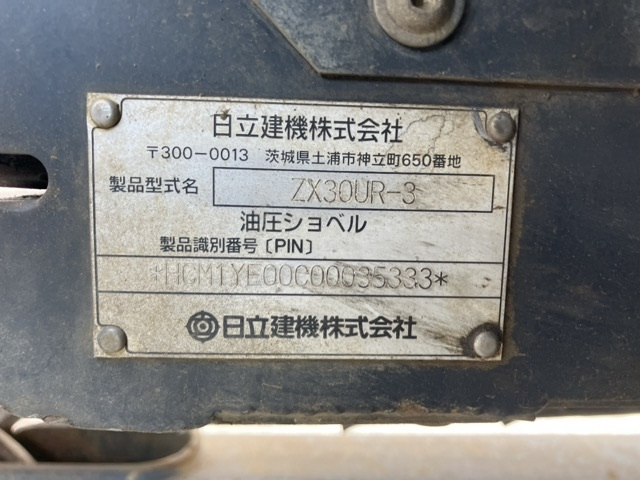 日立建機株式会社
〒300-0013 茨城県土浦市神立町650番地
製品型式名 ZX30UR-3
油圧ショベル
製品識別番号〔PIN〕
*HCM1YE00C00035333*
日立建機株式会社